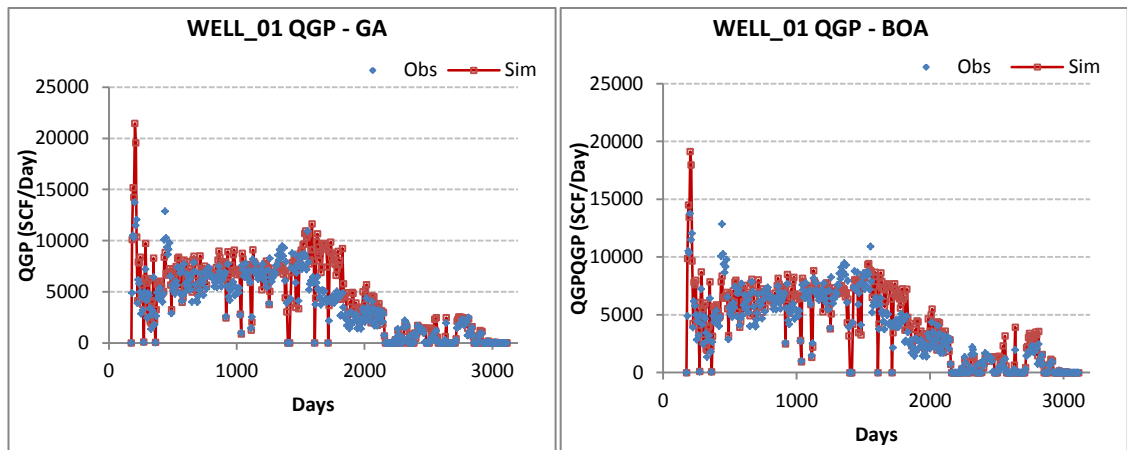 WELL_01 QGP - GA
Obs Sim
25000
20000
15000
10000
5000
0
0 1000 2000 3000
QGP (SCF/Day)
Days
WELL_01 QGP - BOA
Obs Sim
25000
20000
15000
10000
5000
0
0 1000 2000 3000
QGPQGP (SCF/Day)
Days